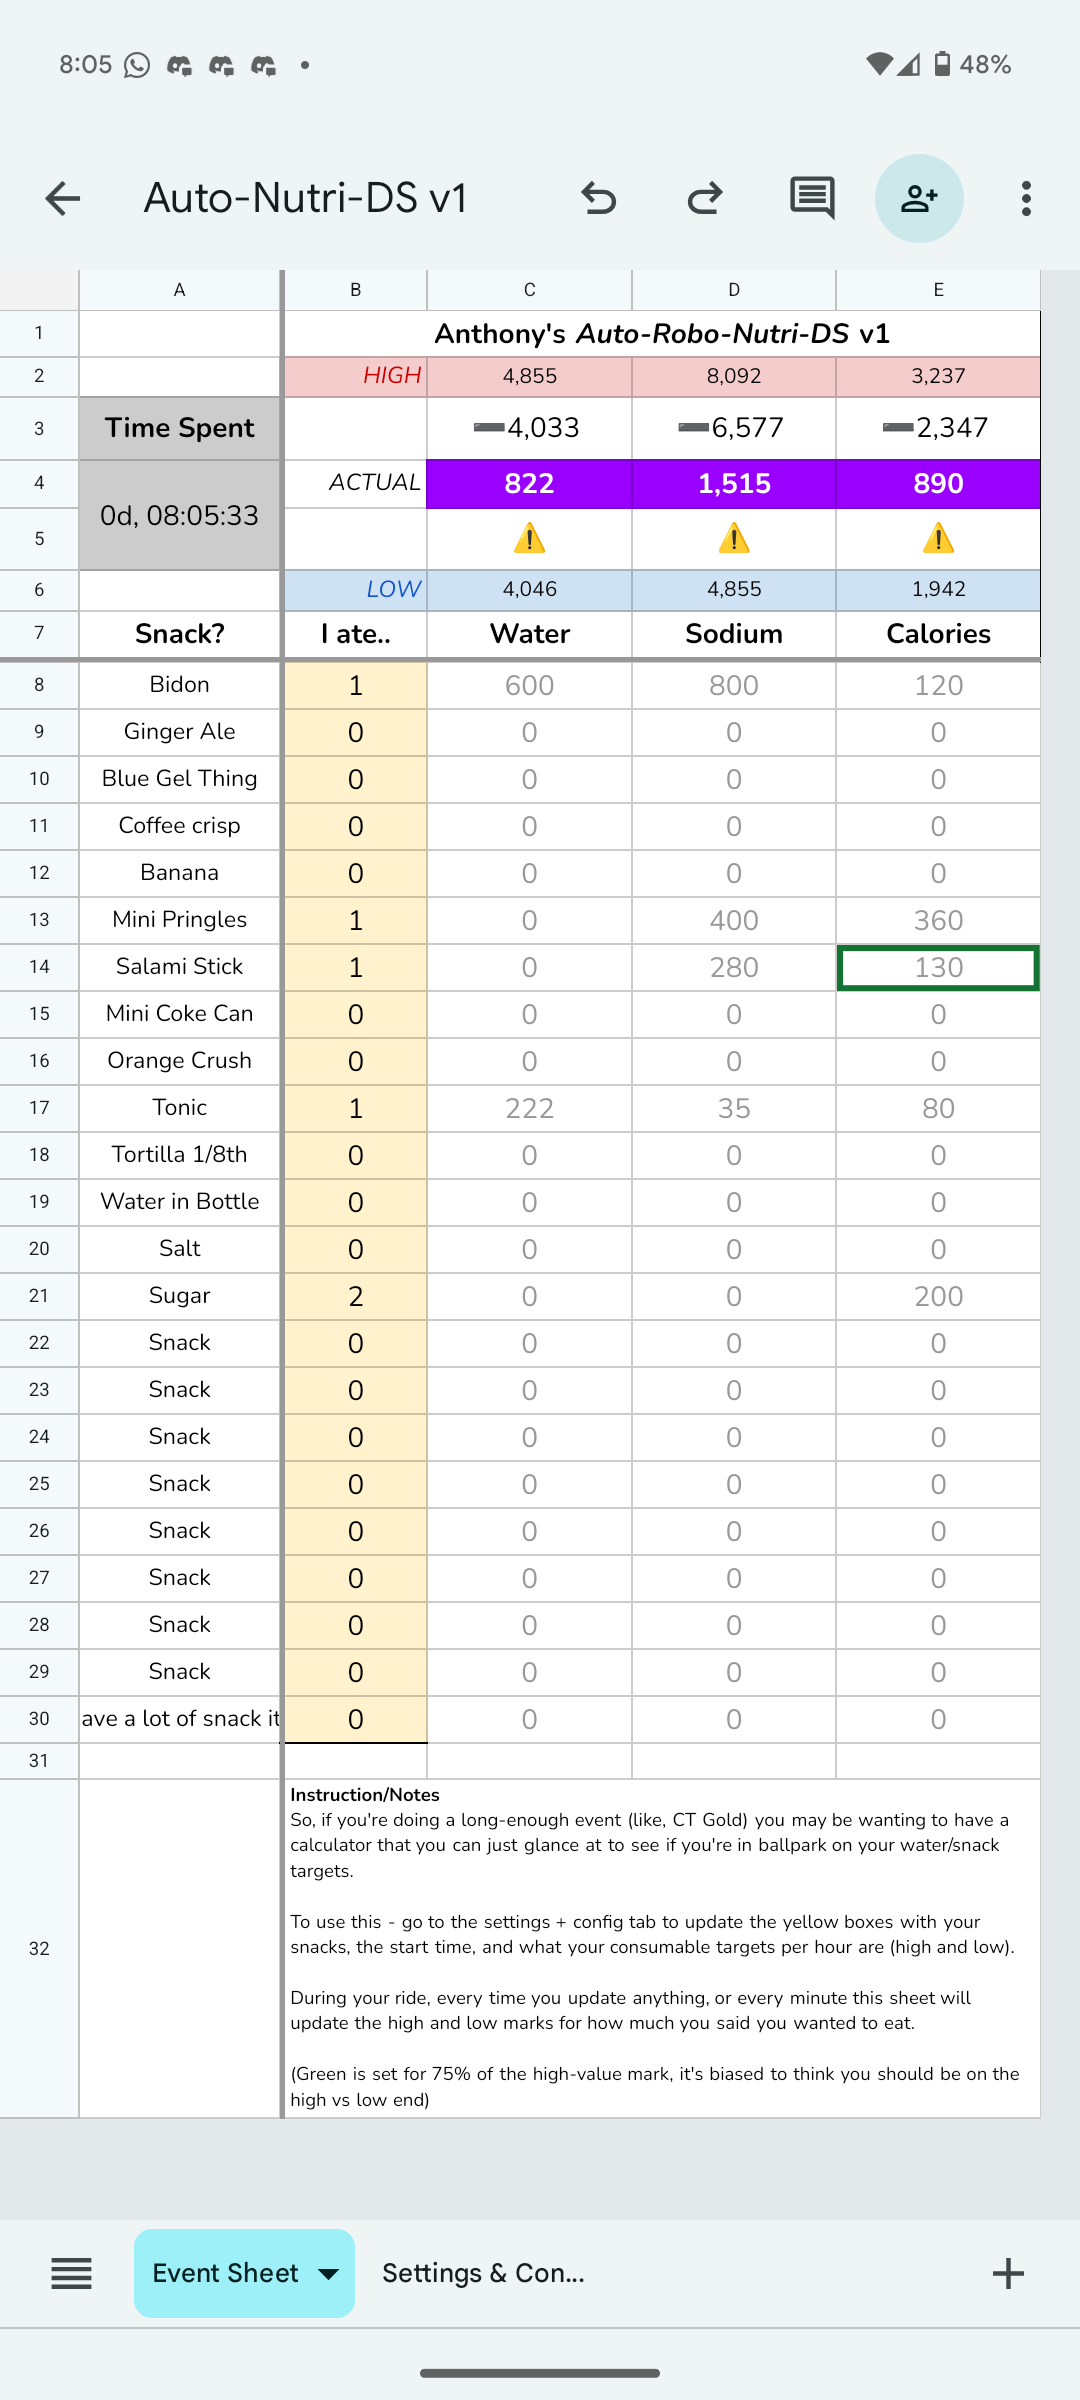 8:05 48%
Auto-Nutri-DS v1
A B C D E
1 Anthony's Auto-Robo-Nutri-DS v1
2 HIGH 4,855 8,092 3,237
3 Time Spent ➖4,033 ➖6,577 ➖2,347
4 ACTUAL 822 1,515 890
0d, 08:05:33
5 ⚠️ ⚠️ ⚠️
6 LOW 4,046 4,855 1,942
7 Snack? I ate.. Water Sodium Calories
8 Bidon 1 600 800 120
9 Ginger Ale 0 0 0 0
10 Blue Gel Thing 0 0 0 0
11 Coffee crisp 0 0 0 0
12 Banana 0 0 0 0
13 Mini Pringles 1 0 400 360
14 Salami Stick 1 0 280 130
15 Mini Coke Can 0 0 0 0
16 Orange Crush 0 0 0 0
17 Tonic 1 222 35 80
18 Tortilla 1/8th 0 0 0 0
19 Water in Bottle 0 0 0 0
20 Salt 0 0 0 0
21 Sugar 2 0 0 200
22 Snack 0 0 0 0
23 Snack 0 0 0 0
24 Snack 0 0 0 0
25 Snack 0 0 0 0
26 Snack 0 0 0 0
27 Snack 0 0 0 0
28 Snack 0 0 0 0
29 Snack 0 0 0 0
30 ave a lot of snack it 0 0 0 0
31
32
Instruction/Notes
So, if you're doing a long-enough event (like, CT Gold) you may be wanting to have a
calculator that you can just glance at to see if you're in ballpark on your water/snack
targets.
To use this - go to the settings + config tab to update the yellow boxes with your
snacks, the start time, and what your consumable targets per hour are (high and low).
During your ride, every time you update anything, or every minute this sheet will
update the high and low marks for how much you said you wanted to eat.
(Green is set for 75% of the high-value mark, it's biased to think you should be on the
high vs low end)
Event Sheet Settings & Con...